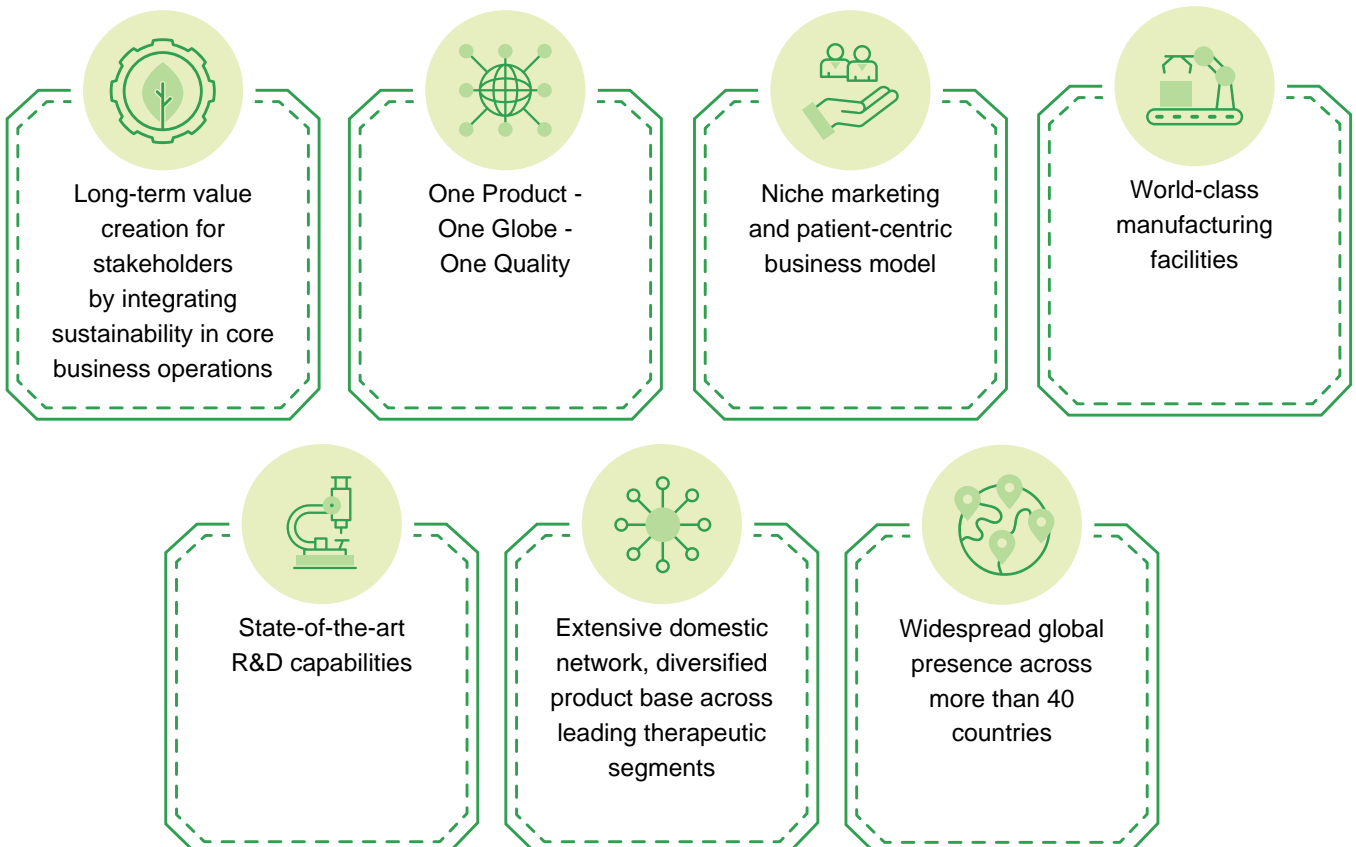 Long-term value
creation for
stakeholders
by integrating
sustainability in core
business operations
One Product -
One Globe -
One Quality
Niche marketing
and patient-centric
business model
World-class
manufacturing
facilities
State-of-the-art
R&D capabilities
Extensive domestic
network, diversified
product base across
leading therapeutic
segments
Widespread global
presence across
more than 40
countries